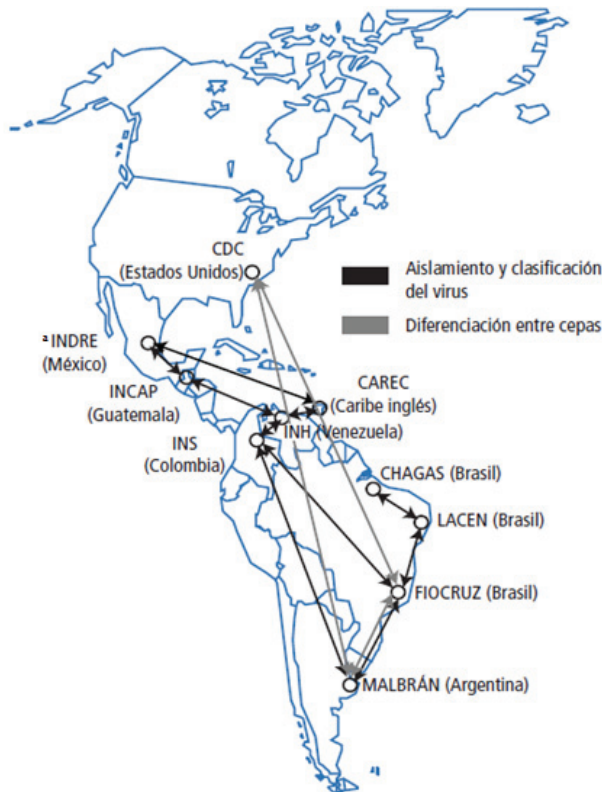 CDC
(Estados Unidos)
Aislamiento y clasificación
del virus
Diferenciación entre cepas
ᵃ INDRE
(México)
INCAP
(Guatemala)
CAREC
(Caribe inglés)
INH (Venezuela)
INS
(Colombia)
CHAGAS (Brasil)
LACEN (Brasil)
FIOCRUZ (Brasil)
MALBRÁN (Argentina)